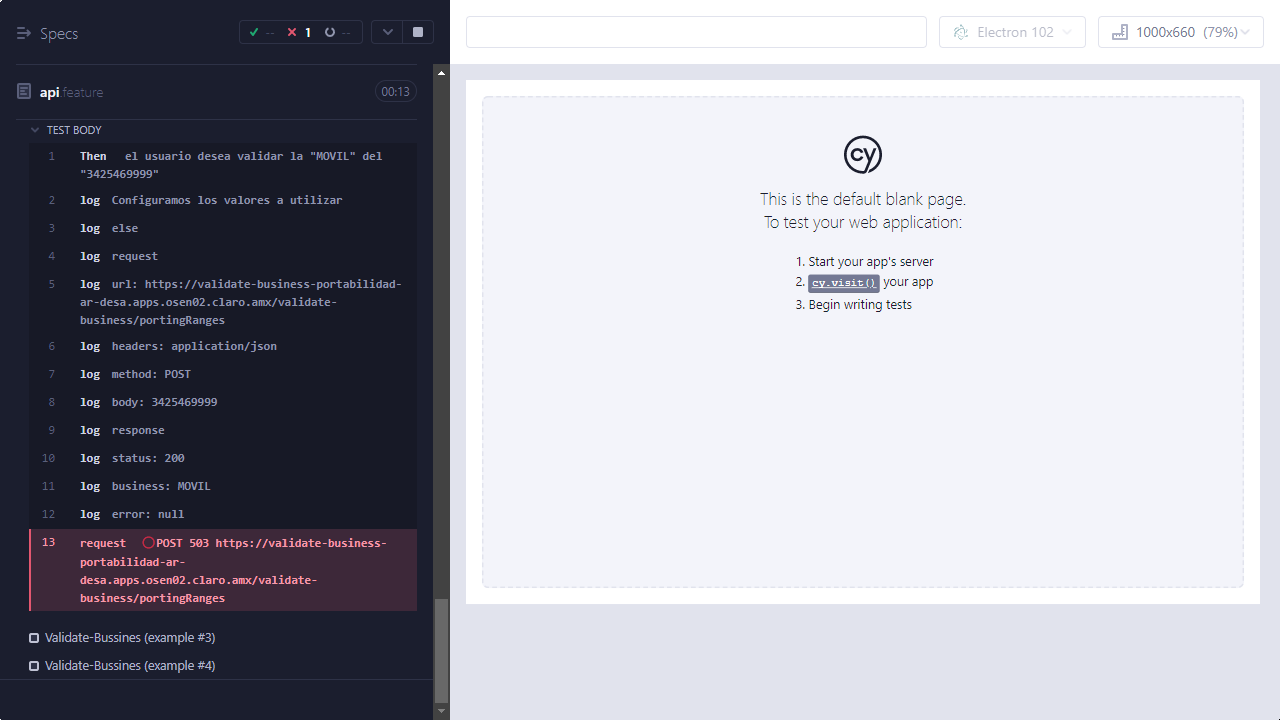 Specs
-- 1 --
Electron 102
1000x660 (79%)
api.feature 00:13
TEST BODY
1 Then el usuario desea validar la "MOVIL" del
"3425469999"
2 log Configuramos los valores a utilizar
3 log else
4 log request
5 log url: https://validate-business-portabilidad-
ar-desa.apps.osen02.claro.amx/validate-
business/portingRanges
6 log headers: application/json
7 log method: POST
8 log body: 3425469999
9 log response
10 log status: 200
11 log business: MOVIL
12 log error: null
13 request POST 503 https://validate-business-
portabilidad-ar-
desa.apps.osen02.claro.amx/validate-
business/portingRanges
Validate-Bussines (example #3)
Validate-Bussines (example #4)
cy
This is the default blank page.
To test your web application:
1. Start your app's server
2. cy.visit() your app
3. Begin writing tests